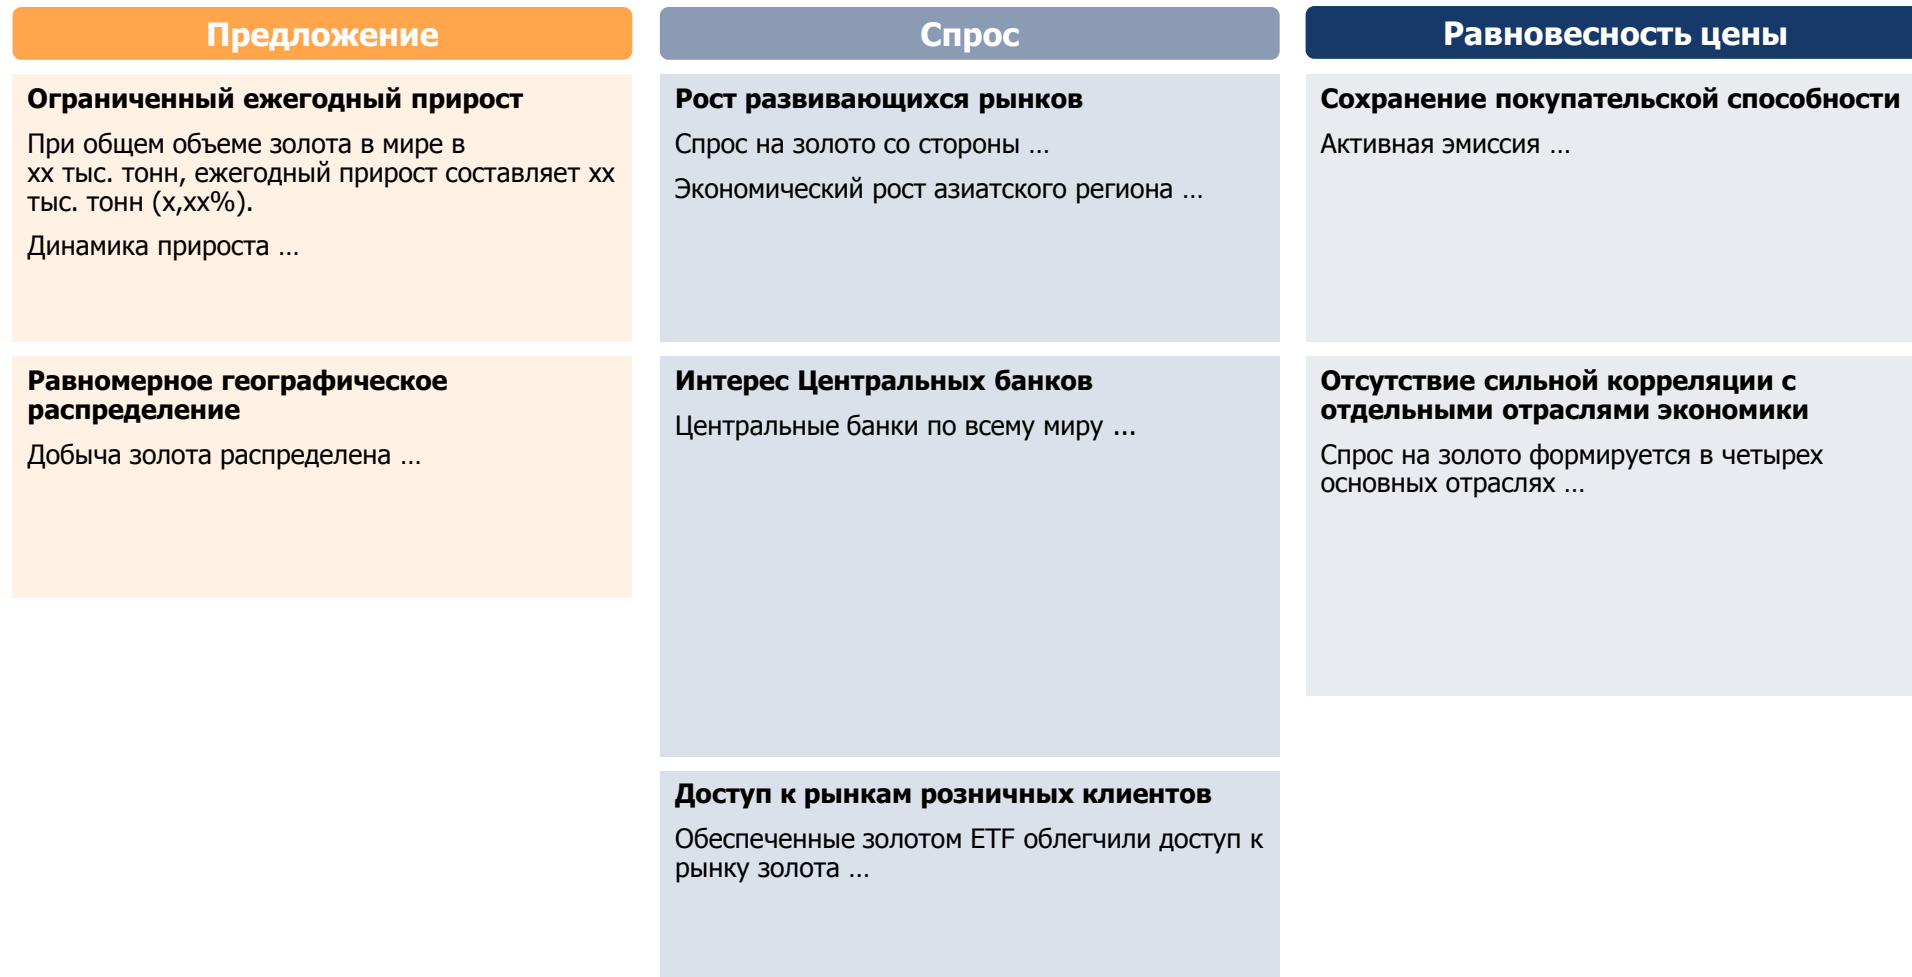 Предложение
Ограниченный ежегодный прирост
При общем объеме золота в мире в
хх тыс. тонн, ежегодный прирост составляет хх
тыс. тонн (х,хх%).
Динамика прироста ...
Равномерное географическое
распределение
Добыча золота распределена ...
Спрос
Рост развивающихся рынков
Спрос на золото со стороны ...
Экономический рост азиатского региона ...
Интерес Центральных банков
Центральные банки по всему миру ...
Доступ к рынкам розничных клиентов
Обеспеченные золотом ETF облегчили доступ к
рынку золота ...
Равновесность цены
Сохранение покупательской способности
Активная эмиссия ...
Отсутствие сильной корреляции с
отдельными отраслями экономики
Спрос на золото формируется в четырех
основных отраслях ...